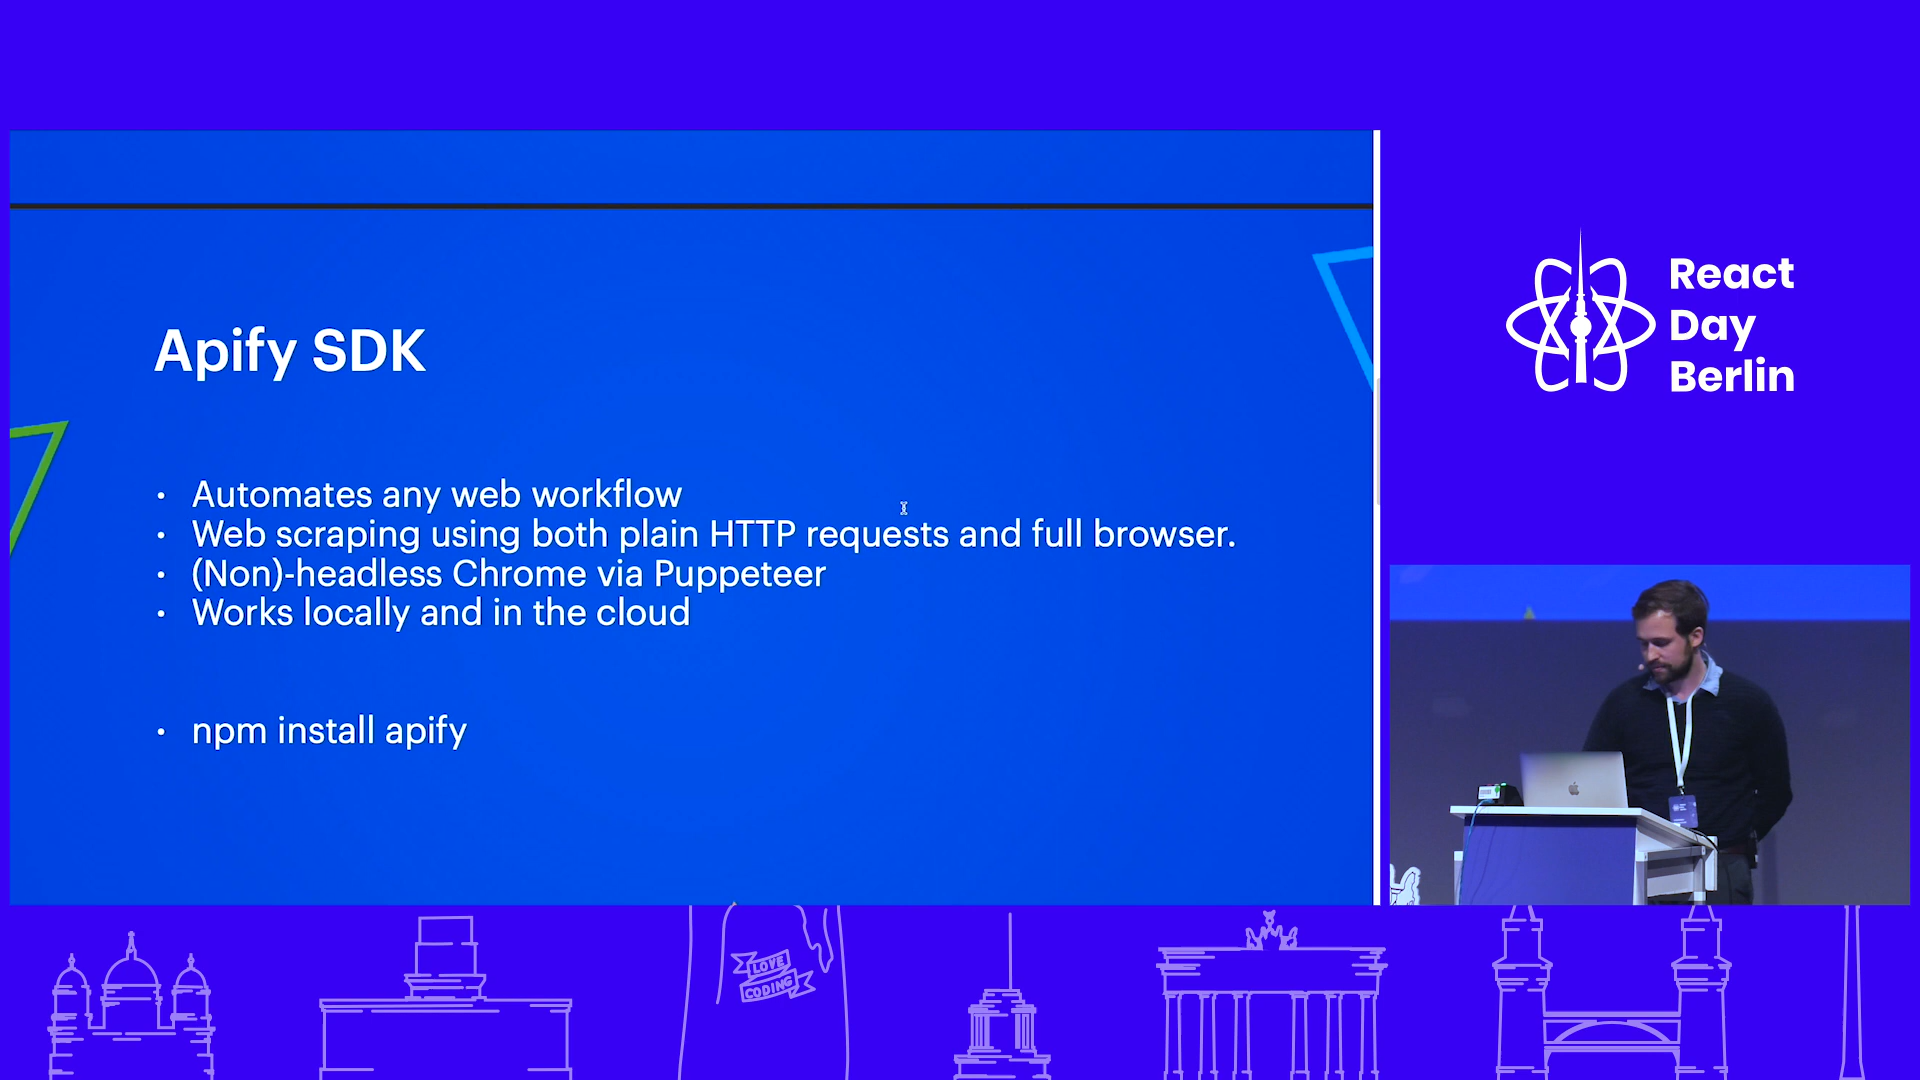 Apify SDK
• Automates any web workflow
• Web scraping using both plain HTTP requests and full browser.
• (Non)-headless Chrome via Puppeteer
• Works locally and in the cloud
• npm install apify
React
Day
Berlin
LOVE
CODING